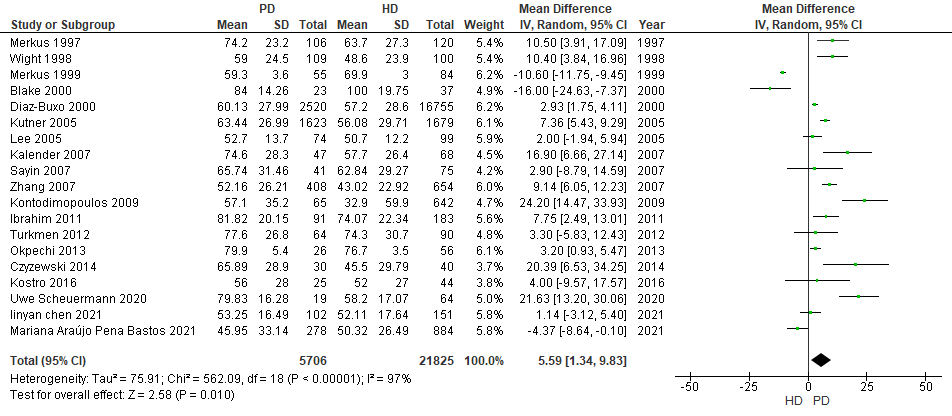 PD HD Mean Difference Mean Difference
Study or Subgroup Mean SD Total Mean SD Total Weight IV, Random, 95% CI Year IV, Random, 95% CI
Merkus 1997 74.2 23.2 106 63.7 27.3 120 5.4% 10.50 [3.91, 17.09] 1997
Wight 1998 59 24.5 109 48.6 23.9 100 5.4% 10.40 [3.84, 16.96] 1998
Merkus 1999 59.3 3.6 55 69.9 3 84 6.2% -10.60 [-11.75, -9.45] 1999
Blake 2000 84 14.26 23 100 19.75 37 5.1% -16.00 [-24.63, -7.37] 2000
Diaz-Buxo 2000 60.13 27.99 2520 57.2 28.6 16755 6.2% 2.93 [1.75, 4.11] 2000
Kutner 2005 63.44 26.99 1623 56.08 29.71 1679 6.2% 7.36 [5.43, 9.29] 2005
Lee 2005 52.7 13.7 74 50.7 12.2 99 5.9% 2.00 [-1.94, 5.94] 2005
Kalender 2007 74.6 28.3 47 57.7 26.4 68 4.7% 16.90 [6.66, 27.14] 2007
Sayin 2007 65.74 31.46 41 62.84 29.27 75 4.4% 2.90 [-8.79, 14.59] 2007
Zhang 2007 52.16 26.21 408 43.02 22.92 654 6.0% 9.14 [6.05, 12.23] 2007
Kontodimopoulos 2009 57.1 35.2 65 32.9 59.9 642 4.8% 24.20 [14.47, 33.93] 2009
Ibrahim 2011 81.82 20.15 91 74.07 22.34 183 5.7% 7.75 [2.49, 13.01] 2011
Turkmen 2012 77.6 26.8 64 74.3 30.7 90 4.9% 3.30 [-5.83, 12.43] 2012
Okpechi 2013 79.9 5.4 26 76.7 3.5 56 6.1% 3.20 [0.93, 5.47] 2013
Czyzewski 2014 65.89 28.9 30 45.5 29.79 40 3.9% 20.39 [6.53, 34.25] 2014
Kostro 2016 56 28 25 52 27 44 4.0% 4.00 [-9.57, 17.57] 2016
Uwe Scheuermann 2020 79.83 16.28 19 58.2 17.07 64 5.1% 21.63 [13.20, 30.06] 2020
linyan chen 2021 53.25 16.49 102 52.11 17.64 151 5.9% 1.14 [-3.12, 5.40] 2021
Mariana Araújo Pena Bastos 2021 45.95 33.14 278 50.32 26.49 884 5.9% -4.37 [-8.64, -0.10] 2021
Total (95% CI) 5706 21825 100.0% 5.59 [1.34, 9.83]
Heterogeneity: Tau² = 75.91; Chi² = 562.09, df = 18 (P < 0.00001); I² = 97%
Test for overall effect: Z = 2.58 (P = 0.010)
-50 -25 0 25 50
HD PD